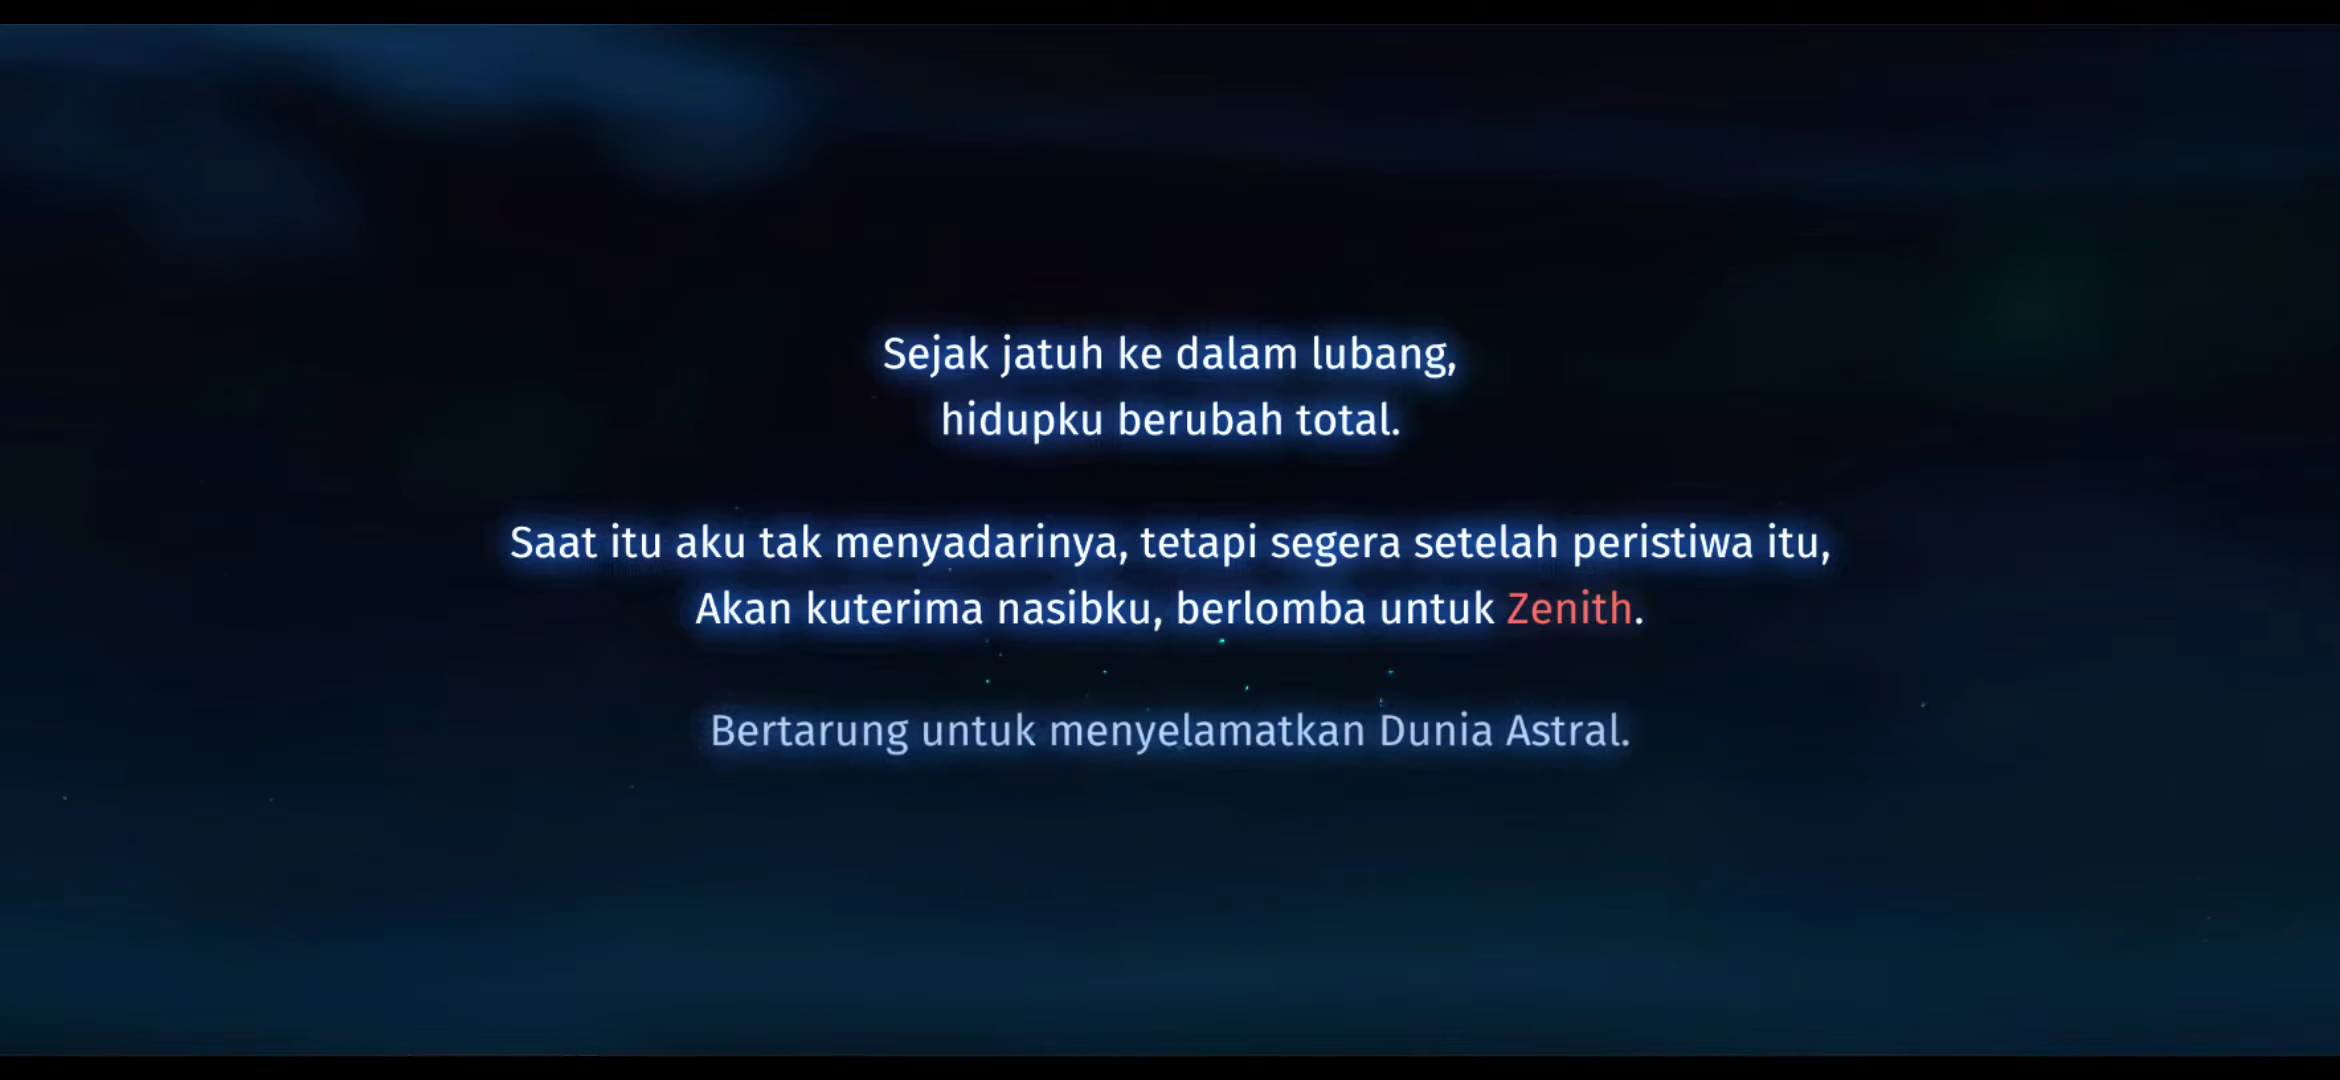 Sejak jatuh ke dalam lubang,
hidupku berubah total.
Saat itu aku tak menyadarinya, tetapi segera setelah peristiwa itu,
Akan kuterima nasibku, berlomba untuk Zenith.
Bertarung untuk menyelamatkan Dunia Astral.